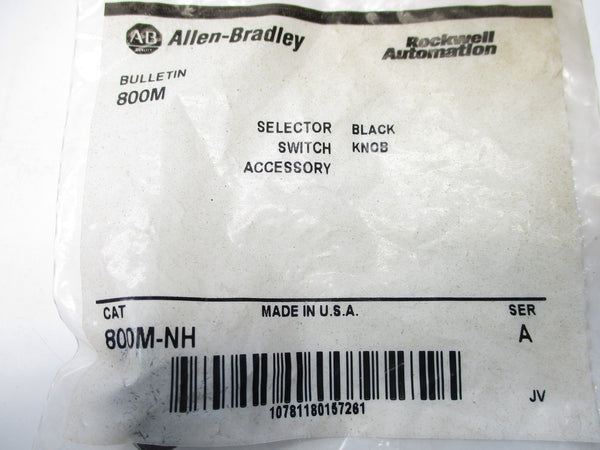 A-B
QUALITY
Allen-Bradley
Rockwell
Automation
BULLETIN
800M
SELECTOR BLACK
SWITCH KNOB
ACCESSORY
CAT MADE IN U.S.A. SER
800M-NH A
10781180157261
JV